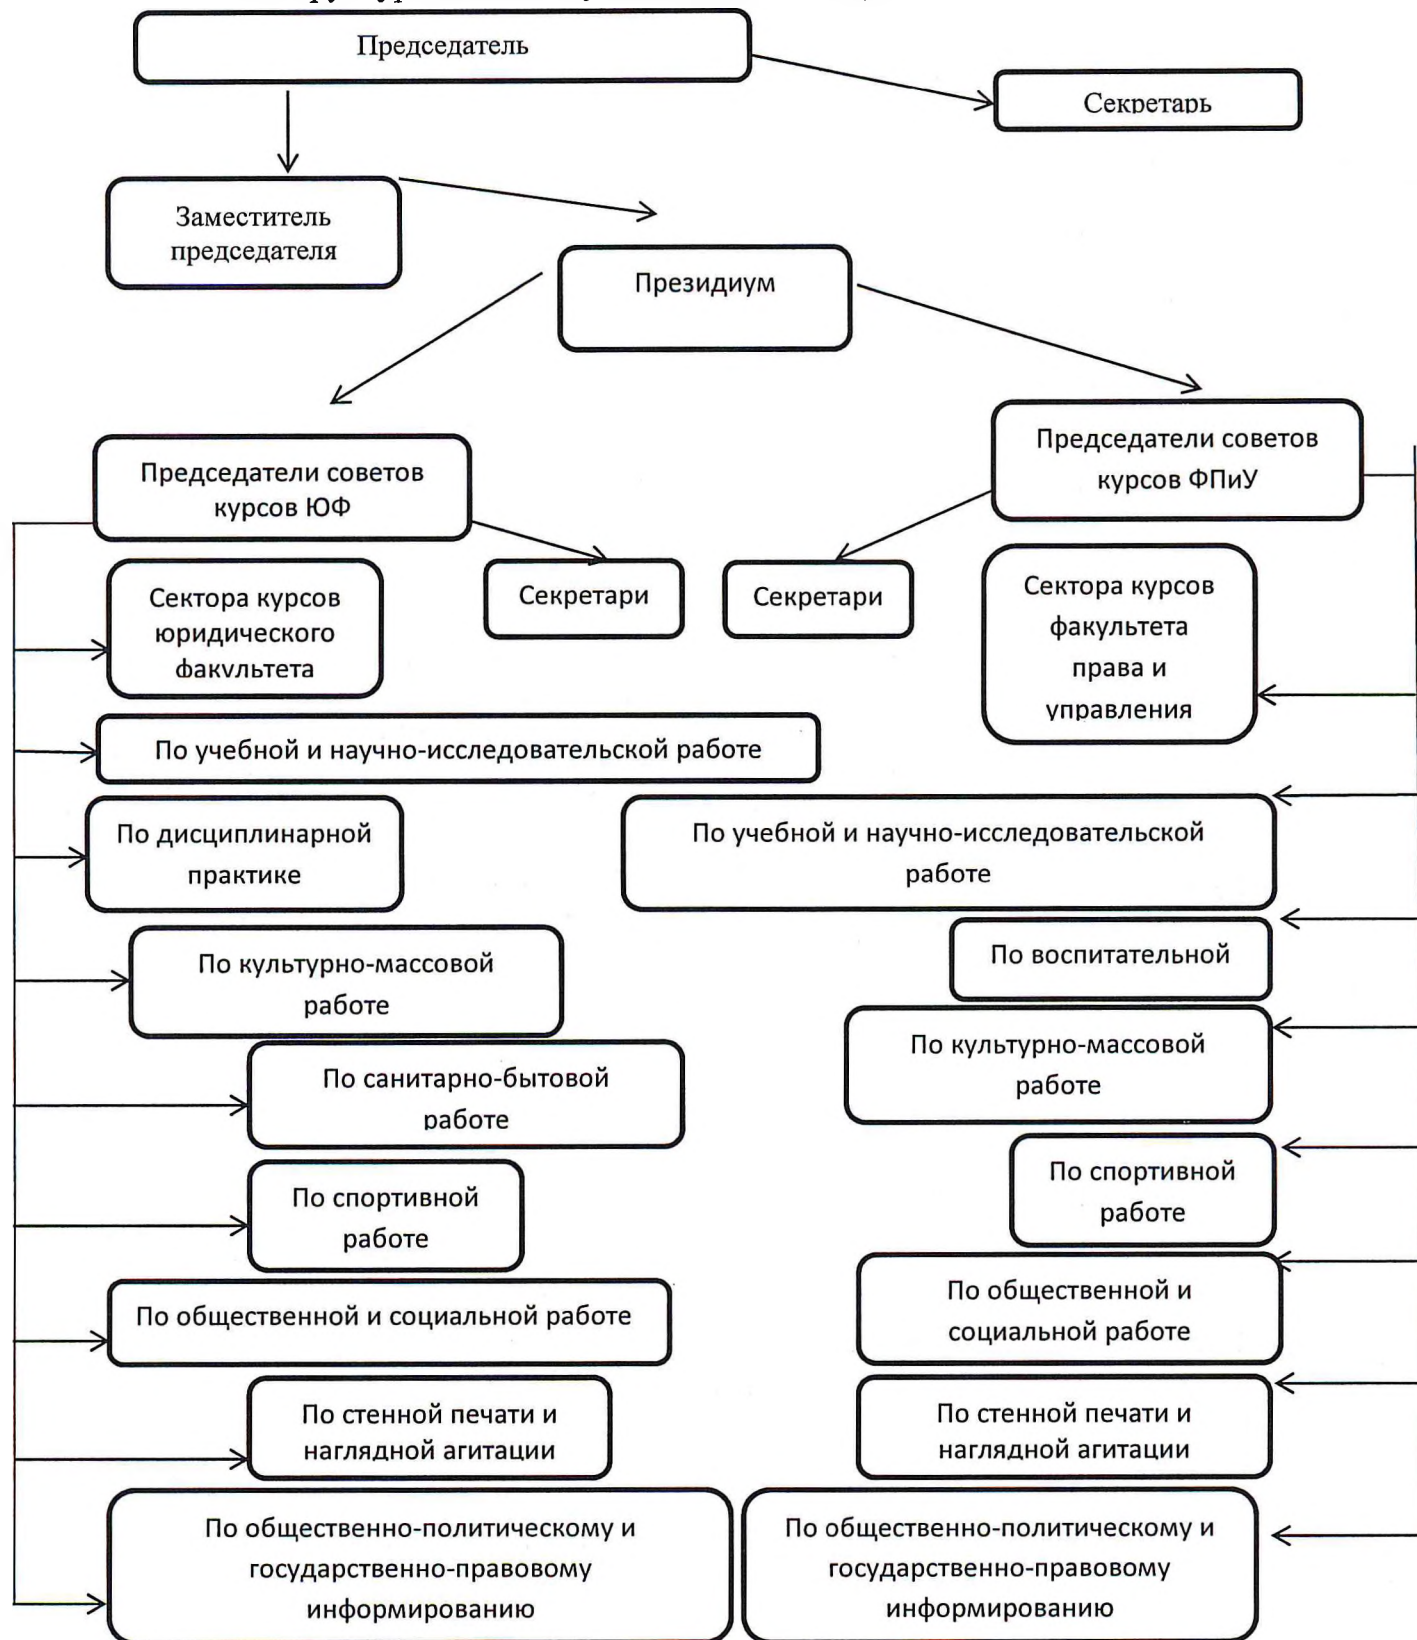 Председатель
Секретарь
Заместитель
председателя
Президиум
Председатели советов
курсов ЮФ
Председатели советов
курсов ФПиУ
Сектора курсов
юридического
факультета
Секретари
Секретари
Сектора курсов
факультета
права и
управления
По учебной и научно-исследовательской работе
По дисциплинарной
практике
По учебной и научно-исследовательской
работе
По культурно-массовой
работе
По воспитательной
По санитарно-бытовой
работе
По культурно-массовой
работе
По спортивной
работе
По спортивной
работе
По общественной и социальной работе
По общественной и
социальной работе
По стенной печати и
наглядной агитации
По стенной печати и
наглядной агитации
По общественно-политическому и
государственно-правовому
информированию
По общественно-политическому и
государственно-правовому
информированию